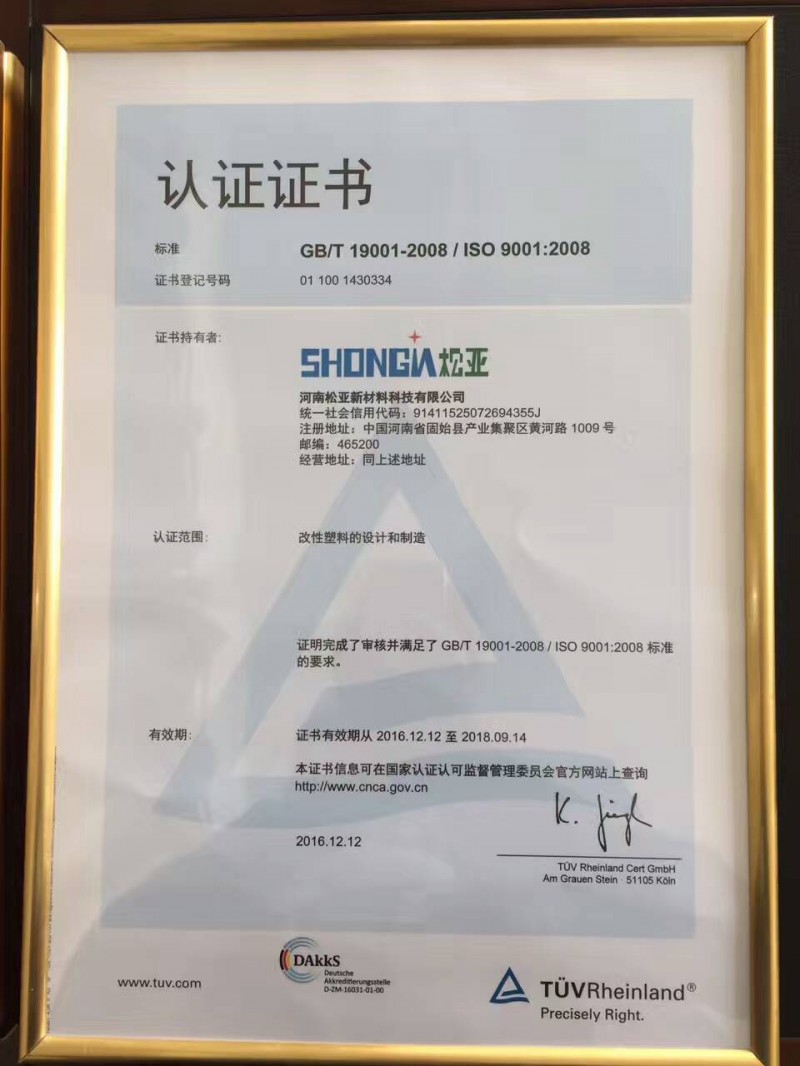 认证证书
标准 GB/T 19001-2008 / ISO 9001:2008
证书登记号码 01 100 1430334
证书持有者:
SHONGIA松亚
河南松亚新材料科技有限公司
统一社会信用代码：91411525072694355J
注册地址：中国河南省固始县产业集聚区黄河路 1009 号
邮编：465200
经营地址：同上述地址
认证范围: 改性塑料的设计和制造
证明完成了审核并满足了 GB/T 19001-2008 / ISO 9001:2008 标准
的要求。
有效期: 证书有效期从 2016.12.12 至 2018.09.14
本证书信息可在国家认证认可监督管理委员会官方网站上查询
http://www.cnca.gov.cn
2016.12.12
TÜV Rheinland Cert GmbH
Am Grauen Stein · 51105 Köln
www.tuv.com
DAkkS
Deutsche
Akkreditierungsstelle
D-ZM-16031-01-00
TÜVRheinland®
Precisely Right.